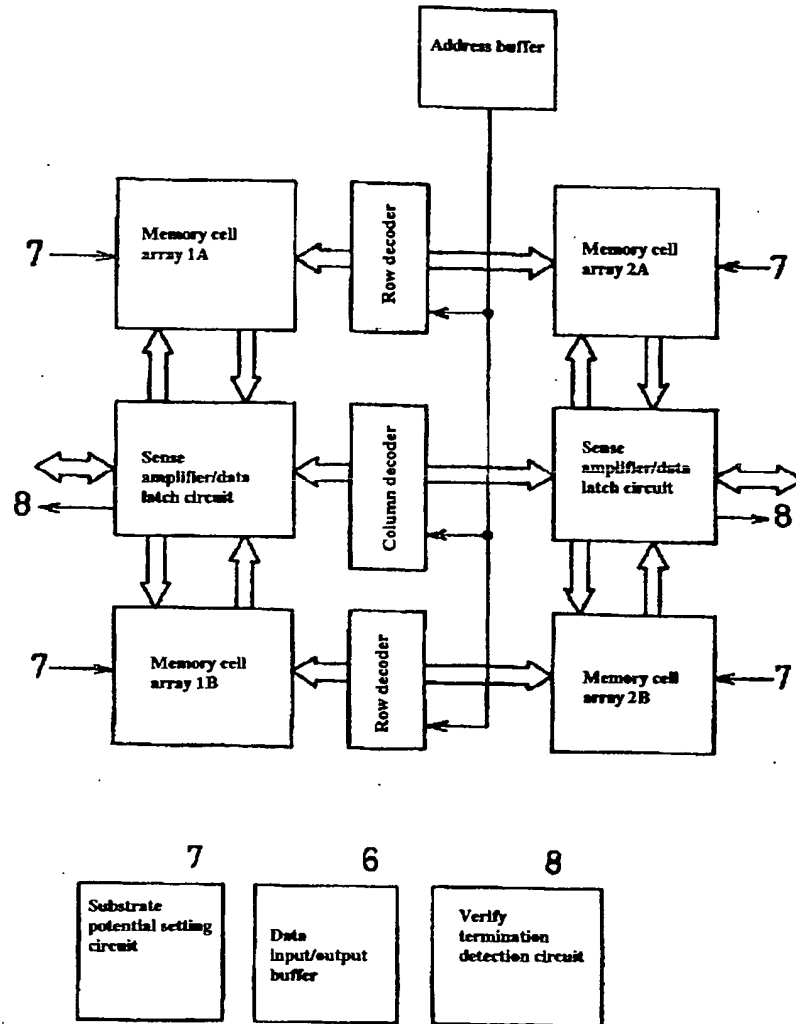 Address buffer
Memory cell
array 1A
Row decoder
Memory cell
array 2A
7
7
Sense
amplifier/data
latch circuit
Column decoder
Sense
amplifier/data
latch circuit
8
8
Memory cell
array 1B
Row decoder
Memory cell
array 2B
7
7
7
6
8
Substrate
potential setting
circuit
Data
input/output
buffer
Verify
termination
detection circuit